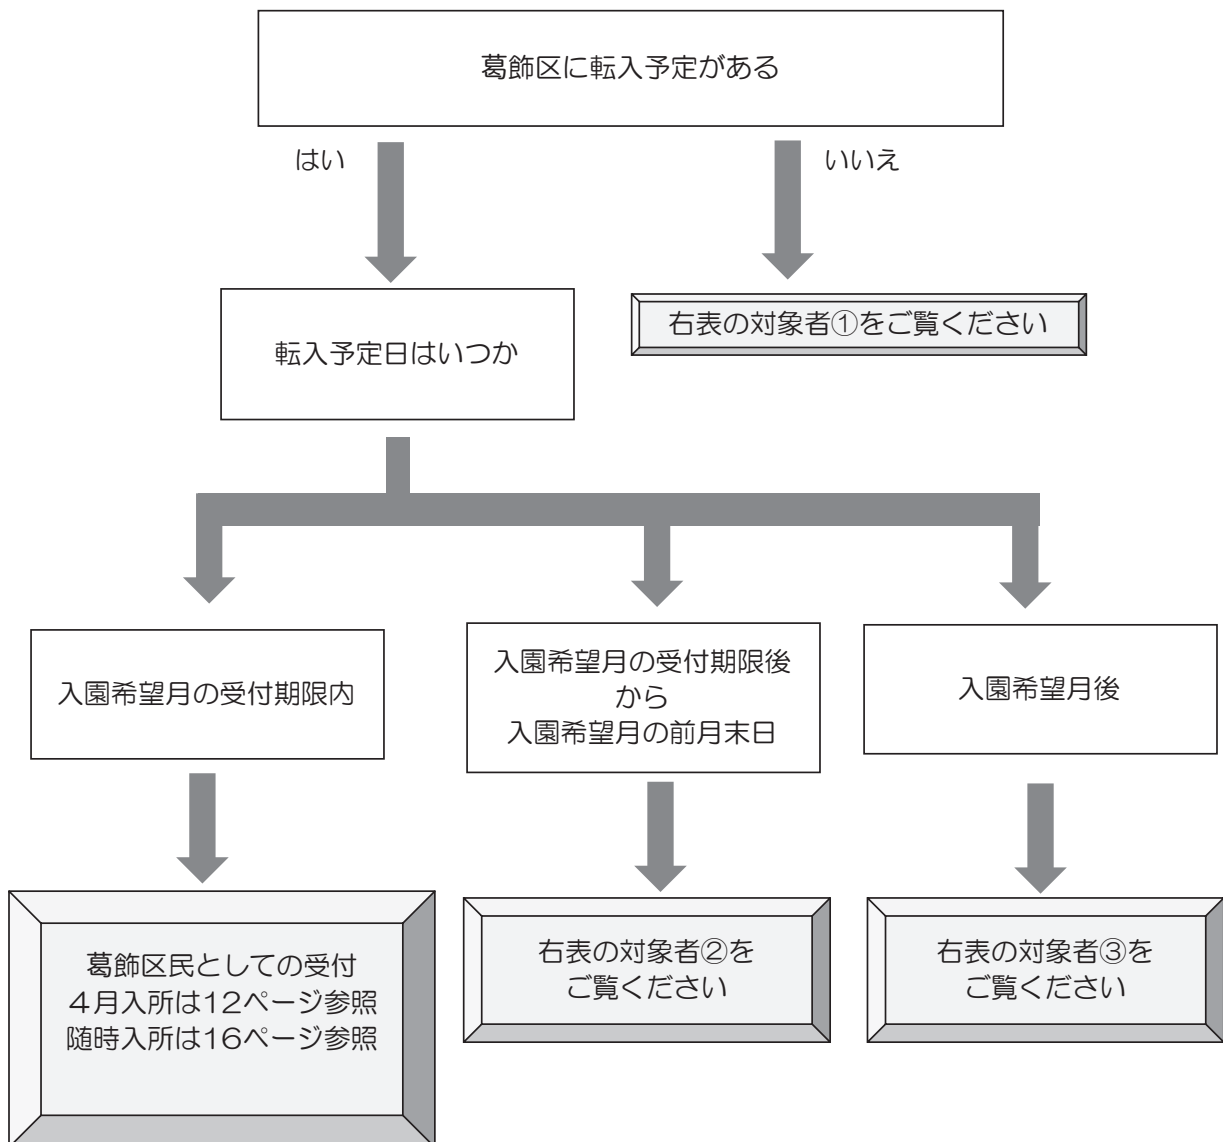 葛飾区に転入予定がある
はい
いいえ
転入予定日はいつか
右表の対象者①をご覧ください
入園希望月の受付期限内
入園希望月の受付期限後
から
入園希望月の前月末日
入園希望月後
葛飾区民としての受付
４月入所は12ページ参照
随時入所は16ページ参照
右表の対象者②を
ご覧ください
右表の対象者③を
ご覧ください